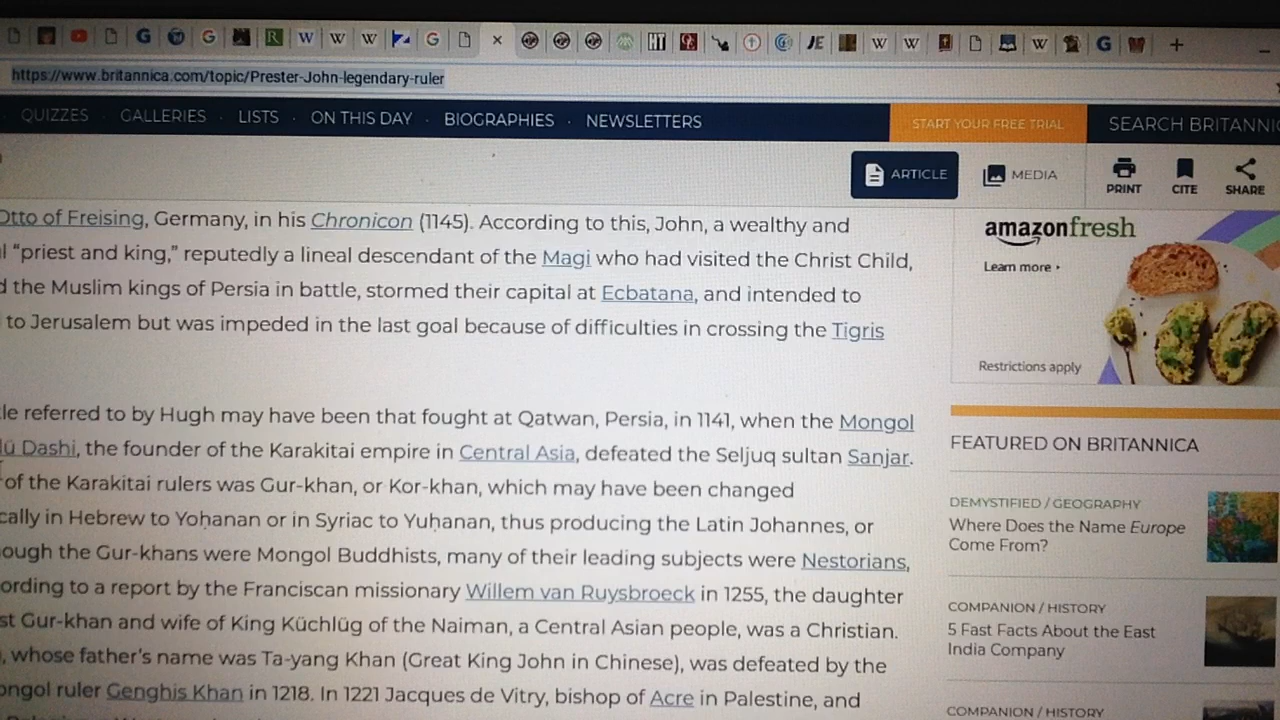 https://www.britannica.com/topic/Prester-John-legendary-ruler
QUIZZES · GALLERIES · LISTS · ON THIS DAY · BIOGRAPHIES · NEWSLETTERS
START YOUR FREE TRIAL
SEARCH BRITANNI
ARTICLE
MEDIA
PRINT
CITE
SHARE
Otto of Freising, Germany, in his Chronicon (1145). According to this, John, a wealthy and
l “priest and king,” reputedly a lineal descendant of the Magi who had visited the Christ Child,
d the Muslim kings of Persia in battle, stormed their capital at Ecbatana, and intended to
to Jerusalem but was impeded in the last goal because of difficulties in crossing the Tigris
tle referred to by Hugh may have been that fought at Qatwan, Persia, in 1141, when the Mongol
lü Dashi, the founder of the Karakitai empire in Central Asia, defeated the Seljuq sultan Sanjar.
of the Karakitai rulers was Gur-khan, or Kor-khan, which may have been changed
cally in Hebrew to Yoḥanan or in Syriac to Yuḥanan, thus producing the Latin Johannes, or
ough the Gur-khans were Mongol Buddhists, many of their leading subjects were Nestorians,
ording to a report by the Franciscan missionary Willem van Ruysbroeck in 1255, the daughter
st Gur-khan and wife of King Küchlüg of the Naiman, a Central Asian people, was a Christian.
, whose father’s name was Ta-yang Khan (Great King John in Chinese), was defeated by the
ongol ruler Genghis Khan in 1218. In 1221 Jacques de Vitry, bishop of Acre in Palestine, and
amazonfresh
Learn more
Restrictions apply
FEATURED ON BRITANNICA
DEMYSTIFIED / GEOGRAPHY
Where Does the Name Europe
Come From?
COMPANION / HISTORY
5 Fast Facts About the East
India Company
COMPANION / HISTORY